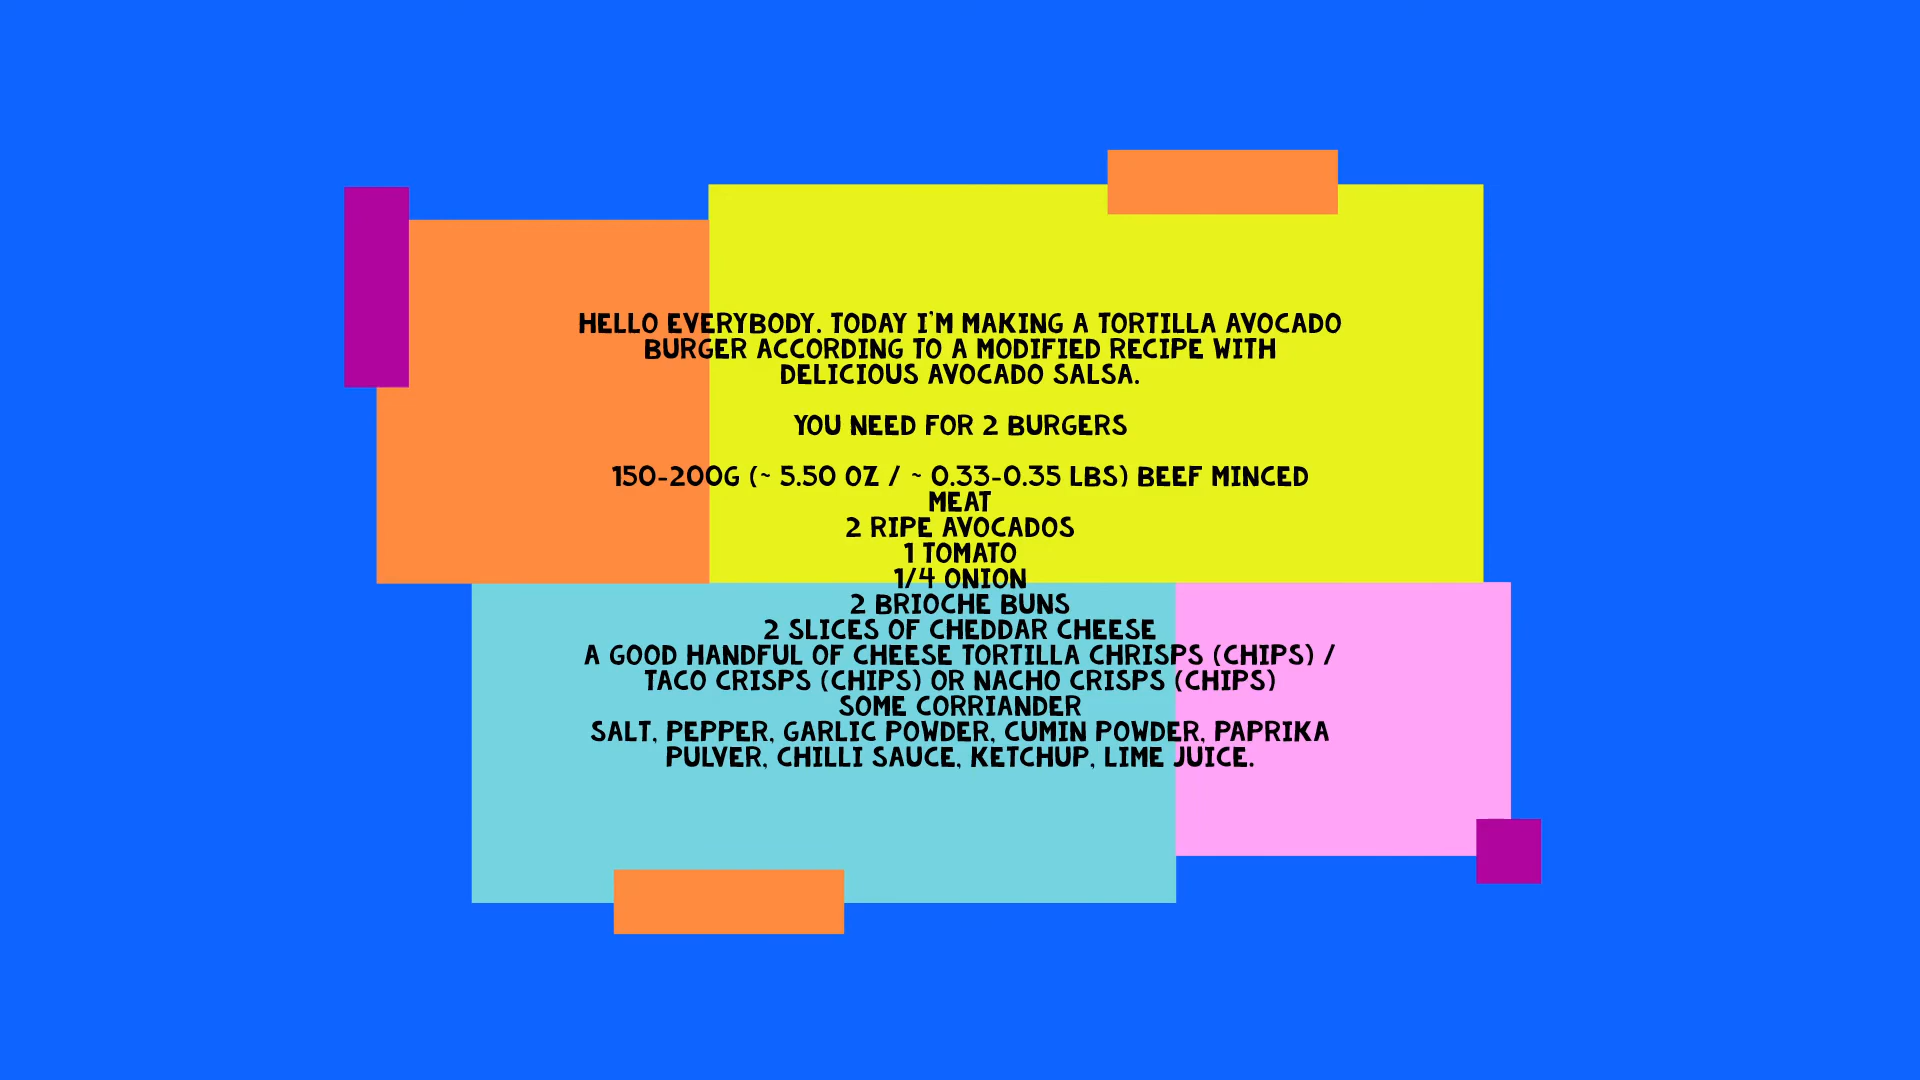 HELLO EVERYBODY. TODAY I'M MAKING A TORTILLA AVOCADO
BURGER ACCORDING TO A MODIFIED RECIPE WITH
DELICIOUS AVOCADO SALSA.
YOU NEED FOR 2 BURGERS
150-200G (~ 5.50 OZ / ~ 0.33-0.35 LBS) BEEF MINCED
MEAT
2 RIPE AVOCADOS
1 TOMATO
1/4 ONION
2 BRIOCHE BUNS
2 SLICES OF CHEDDAR CHEESE
A GOOD HANDFUL OF CHEESE TORTILLA CHRISPS (CHIPS) /
TACO CRISPS (CHIPS) OR NACHO CRISPS (CHIPS)
SOME CORRIANDER
SALT, PEPPER, GARLIC POWDER, CUMIN POWDER, PAPRIKA
PULVER, CHILLI SAUCE, KETCHUP, LIME JUICE.